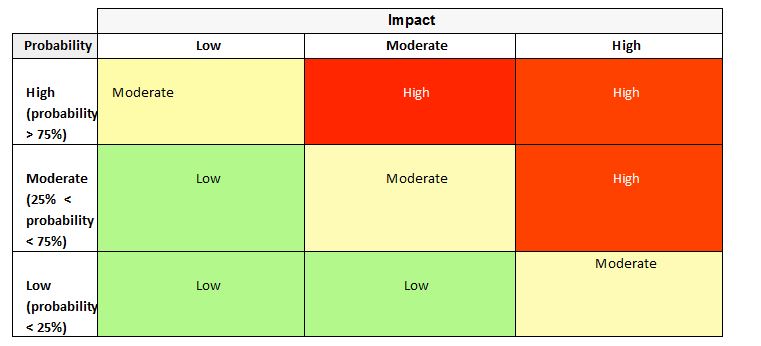 Impact
Probability Low Moderate High
High
(probability
> 75%)
Moderate High High
Moderate
(25% <
probability
< 75%)
Low Moderate High
Low
(probability
< 25%)
Low Low Moderate